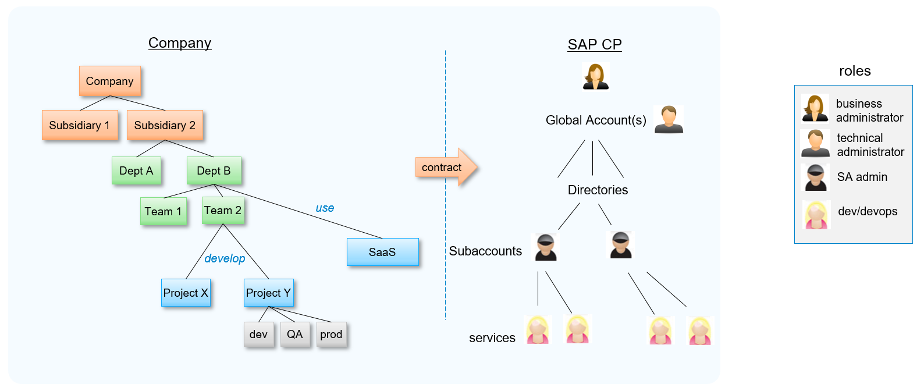 Company
Company
Subsidiary 1
Subsidiary 2
Dept A
Dept B
Team 1
Team 2
use
SaaS
develop
Project X
Project Y
dev
QA
prod
contract
SAP CP
Global Account(s)
Directories
Subaccounts
services
roles
business
administrator
technical
administrator
SA admin
dev/devops